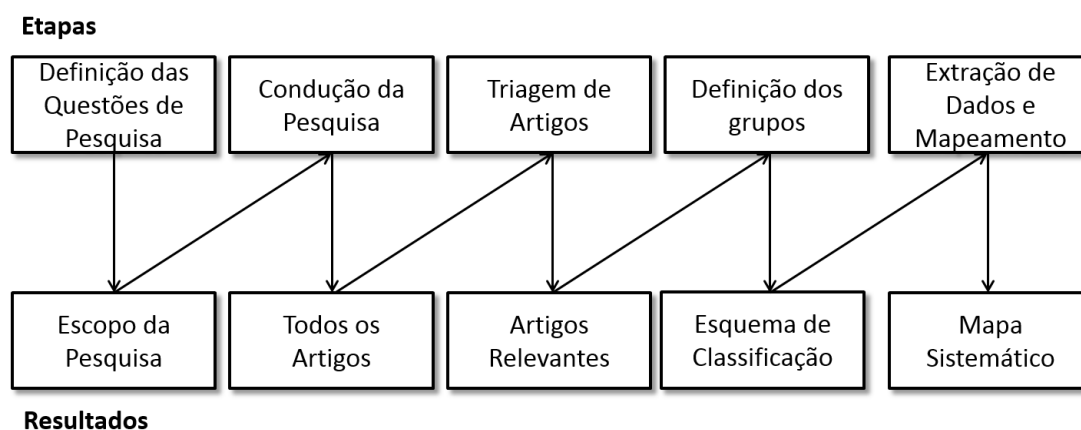 Etapas
Definição das
Questões de
Pesquisa
Condução da
Pesquisa
Triagem de
Artigos
Definição dos
grupos
Extração de
Dados e
Mapeamento
Escopo da
Pesquisa
Todos os
Artigos
Artigos
Relevantes
Esquema de
Classificação
Mapa
Sistemático
Resultados